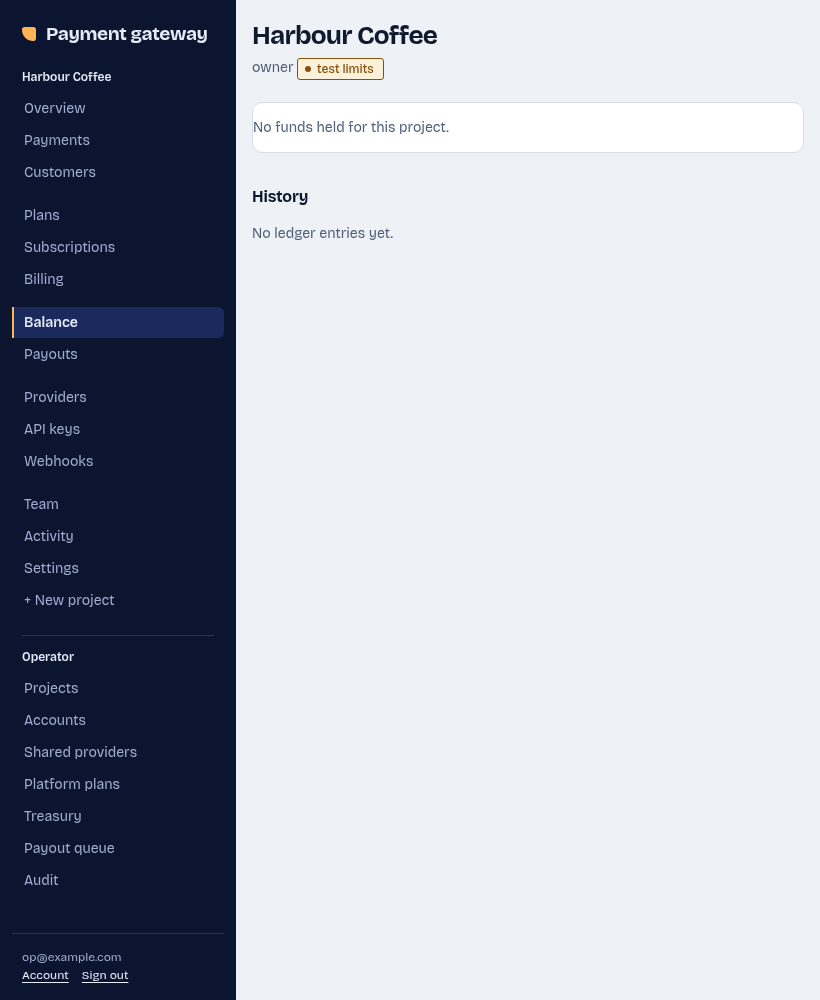 Payment gateway
Harbour Coffee
Overview
Payments
Customers
Plans
Subscriptions
Billing
Balance
Payouts
Providers
API keys
Webhooks
Team
Activity
Settings
+ New project
Operator
Projects
Accounts
Shared providers
Platform plans
Treasury
Payout queue
Audit
op@example.com
Account Sign out
Harbour Coffee
owner test limits
No funds held for this project.
History
No ledger entries yet.